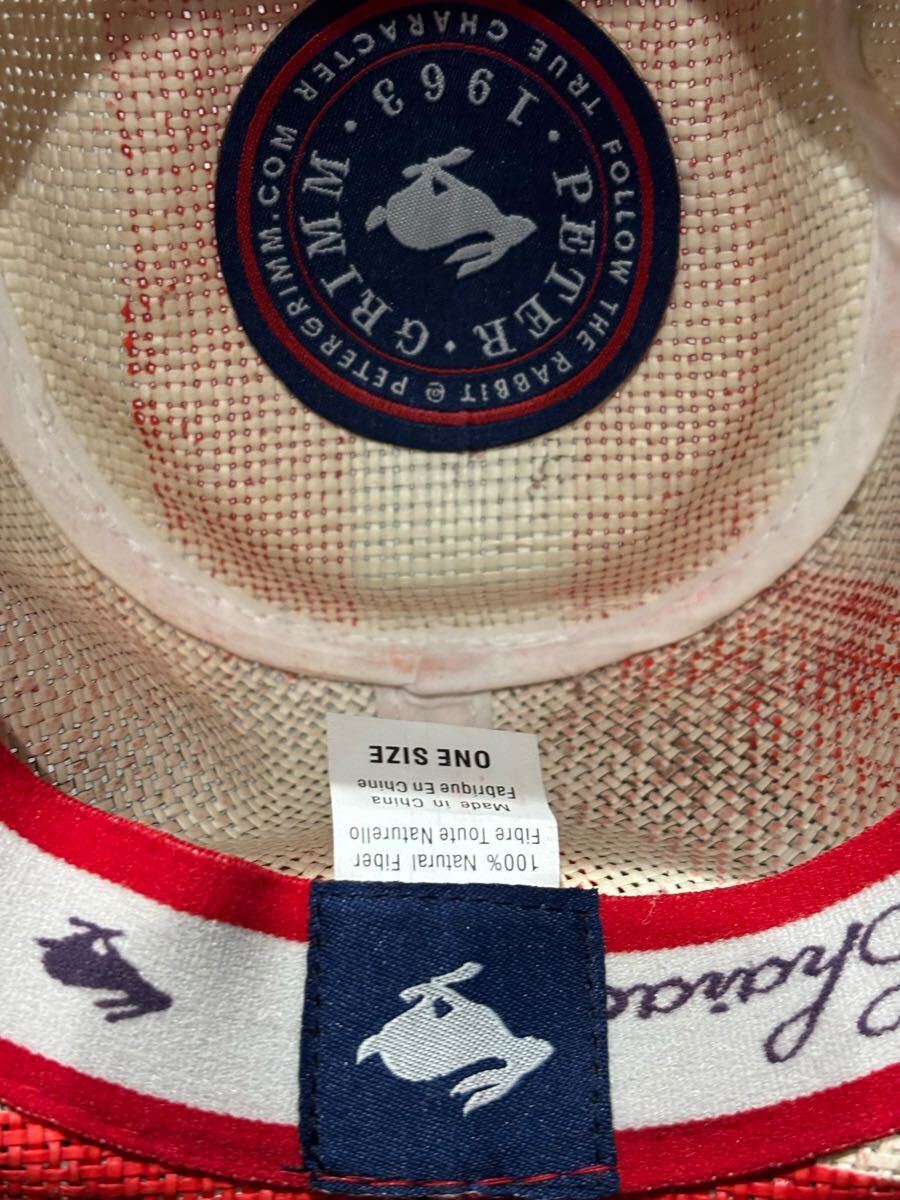 TRUE CHARACTER
FOLLOW THE RABBIT @ PETERGRIMM.COM
PETER · GRIMM · 1963 ·
100% Natural Fiber
Fibre Toute Naturello
Made in China
Fabrique En Chine
ONE SIZE